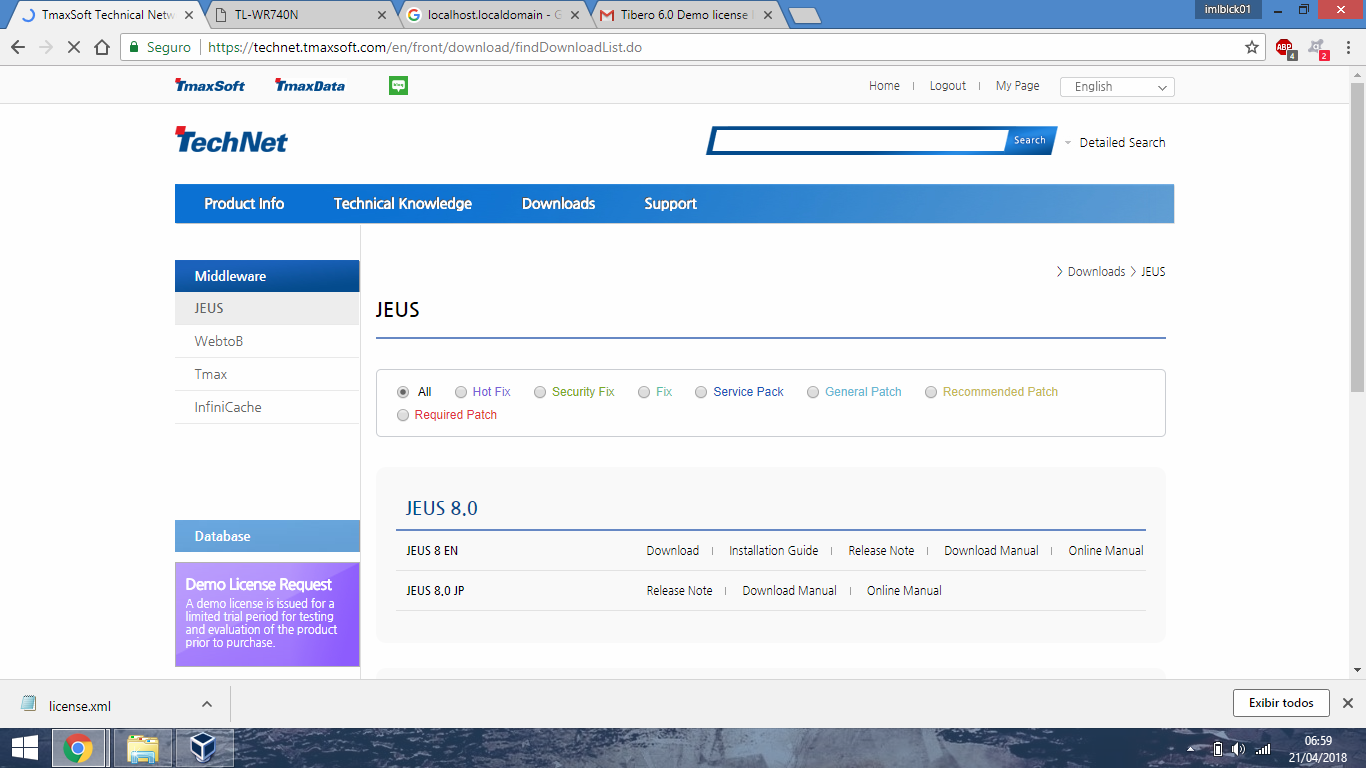 TmaxSoft Technical Netw
TL-WR740N
localhost.localdomain - G
Tibero 6.0 Demo license
imlblck01
Seguro
https://technet.tmaxsoft.com/en/front/download/findDownloadList.do
ABP
4
2
TmaxSoft
TmaxData
blog
Home
Logout
My Page
English
TechNet
Search
Detailed Search
Product Info
Technical Knowledge
Downloads
Support
Middleware
JEUS
WebtoB
Tmax
InfiniCache
Database
Demo License Request
A demo license is issued for a
limited trial period for testing
and evaluation of the product
prior to purchase.
Downloads
JEUS
JEUS
All
Hot Fix
Security Fix
Fix
Service Pack
General Patch
Recommended Patch
Required Patch
JEUS 8.0
JEUS 8 EN
Download
Installation Guide
Release Note
Download Manual
Online Manual
JEUS 8.0 JP
Release Note
Download Manual
Online Manual
license.xml
Exibir todos
06:59
21/04/2018